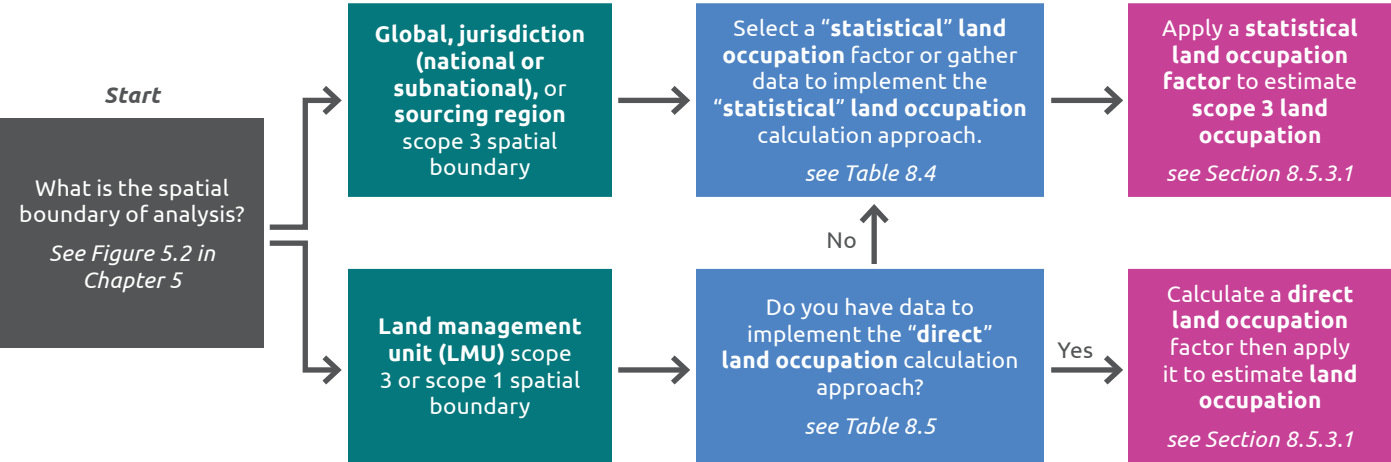 Start
What is the spatial
boundary of analysis?
See Figure 5.2 in
Chapter 5
Global, jurisdiction
(national or
subnational), or
sourcing region
scope 3 spatial
boundary
Select a “statistical” land
occupation factor or gather
data to implement the
“statistical” land occupation
calculation approach.
see Table 8.4
Apply a statistical
land occupation
factor to estimate
scope 3 land
occupation
see Section 8.5.3.1
No
Land management
unit (LMU) scope
3 or scope 1 spatial
boundary
Do you have data to
implement the “direct”
land occupation calculation
approach?
see Table 8.5
Yes
Calculate a direct
land occupation
factor then apply
it to estimate land
occupation
see Section 8.5.3.1